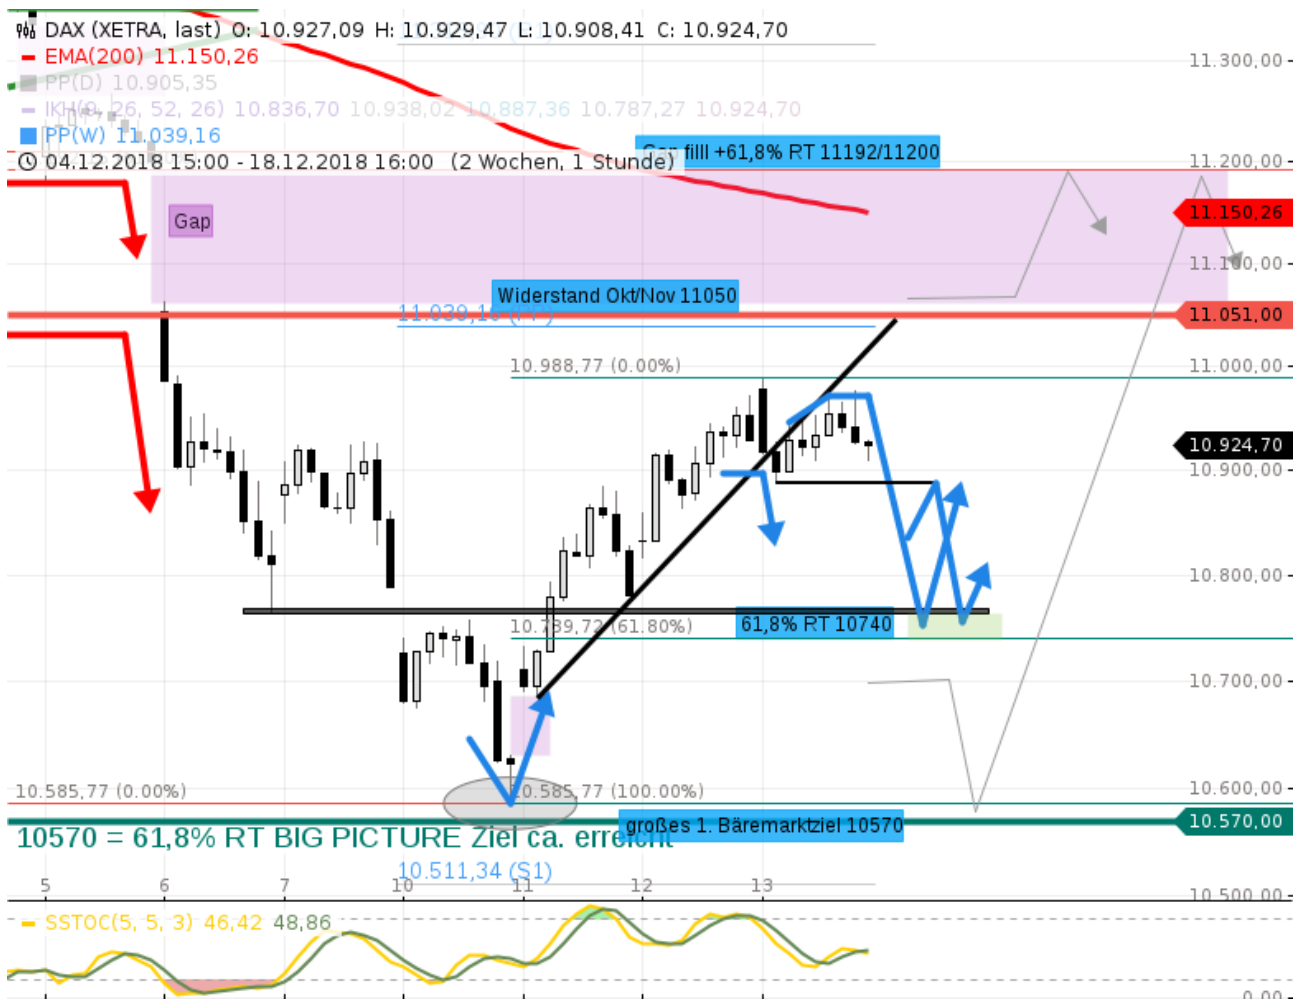 DAX (XETRA, last) O: 10.927,09 H: 10.929,47 L: 10.908,41 C: 10.924,70
EMA(200) 11.150,26
PP(D) 10.905,35
IKH(9, 26, 52, 26) 10.836,70 10.938,02 10.887,36 10.787,27 10.924,70
PP(W) 11.039,16
04.12.2018 15:00 - 18.12.2018 16:00 (2 Wochen, 1 Stunde)
Gap filll +61,8% RT 11192/11200
11.300,00
11.200,00
Gap
11.150,26
11.100,00
Widerstand Okt/Nov 11050
11.039,16 (PP)
11.051,00
10.988,77 (0.00%)
11.000,00
10.924,70
10.900,00
10.800,00
10.739,72 (61.80%)
61,8% RT 10740
10.700,00
10.585,77 (0.00%)
10.585,77 (100.00%)
10.600,00
10570 = 61,8% RT BIG PICTURE Ziel ca. erreicht
großes 1. Bäremarktziel 10570
10.570,00
10.511,34 (S1)
5 6 7 10 11 12 13
10.500,00
SSTOC(5, 5, 3) 46,42 48,86
0,00